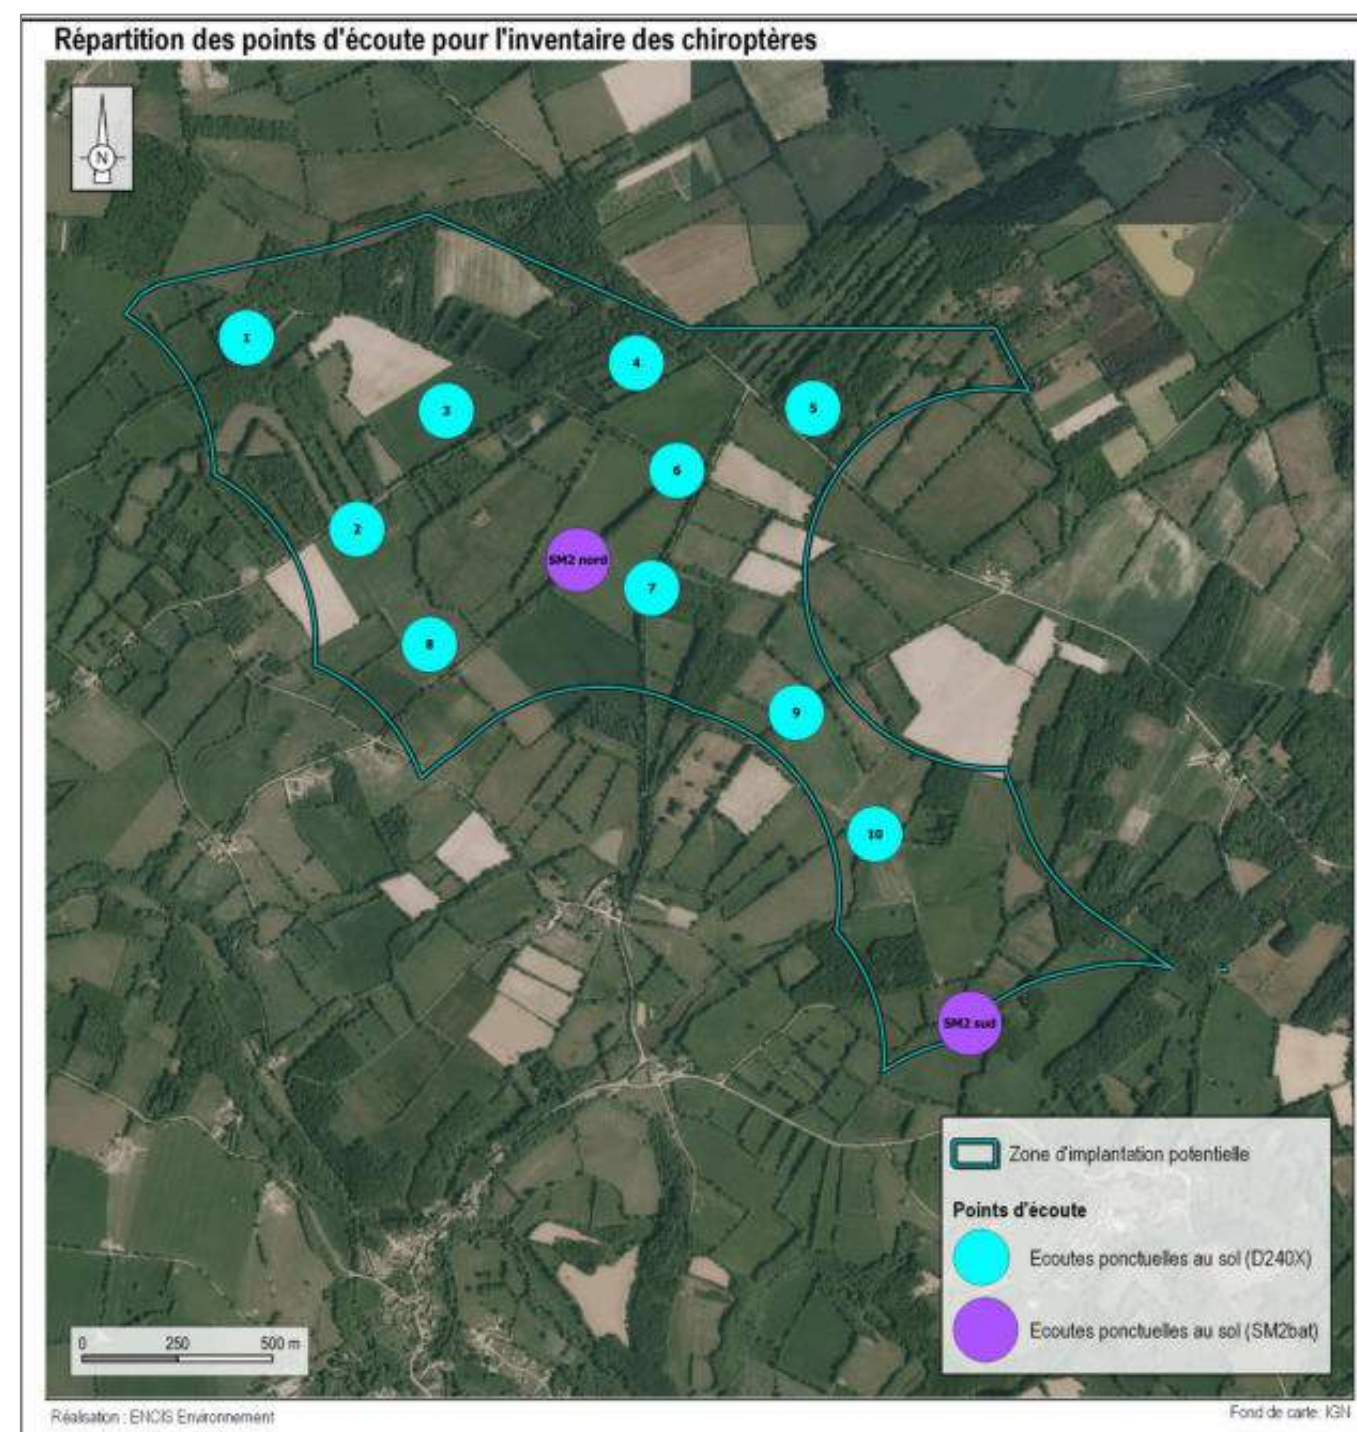 Répartition des points d'écoute pour l'inventaire des chiroptères
N
1
4
3
5
6
2
SM2 nord
7
8
9
10
SM2 sud
Zone d'implantation potentielle
Points d'écoute
Ecoutes ponctuelles au sol (D240X)
Ecoutes ponctuelles au sol (SM2bat)
0 250 500 m
Réalisation : ENCIS Environnement
Fond de carte: IGN